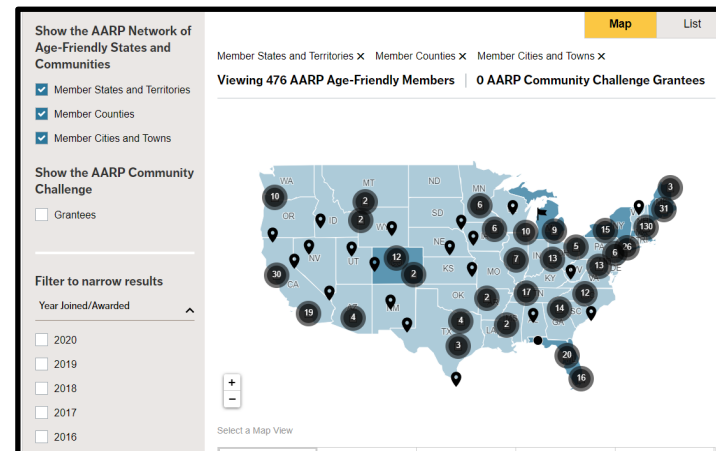 Show the AARP Network of
Age-Friendly States and
Communities
Member States and Territories
Member Counties
Member Cities and Towns
Show the AARP Community
Challenge
Grantees
Filter to narrow results
Year Joined/Awarded
2020
2019
2018
2017
2016
Map
List
Member States and Territories ✕ Member Counties ✕ Member Cities and Towns ✕
Viewing 476 AARP Age-Friendly Members | 0 AARP Community Challenge Grantees
WA
MT
ND
MN
3
10
2
6
31
OR
ID
2
SD
10
9
15
130
NE
6
5
PA
26
6
NV
UT
12
7
IN
13
13
DE
30
CA
2
KS
MO
KY
OK
17
12
19
4
NM
2
14
SC
GA
4
TX
LA
2
3
20
16
+
−
Select a Map View